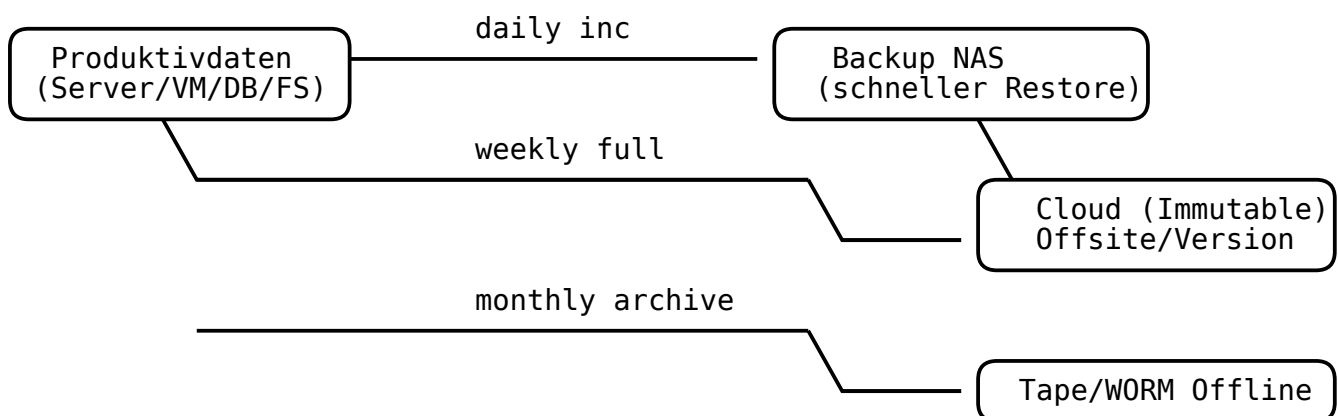 daily inc
Produktivdaten
(Server/VM/DB/FS)
Backup NAS
(schneller Restore)
weekly full
Cloud (Immutable)
Offsite/Version
monthly archive
Tape/WORM Offline